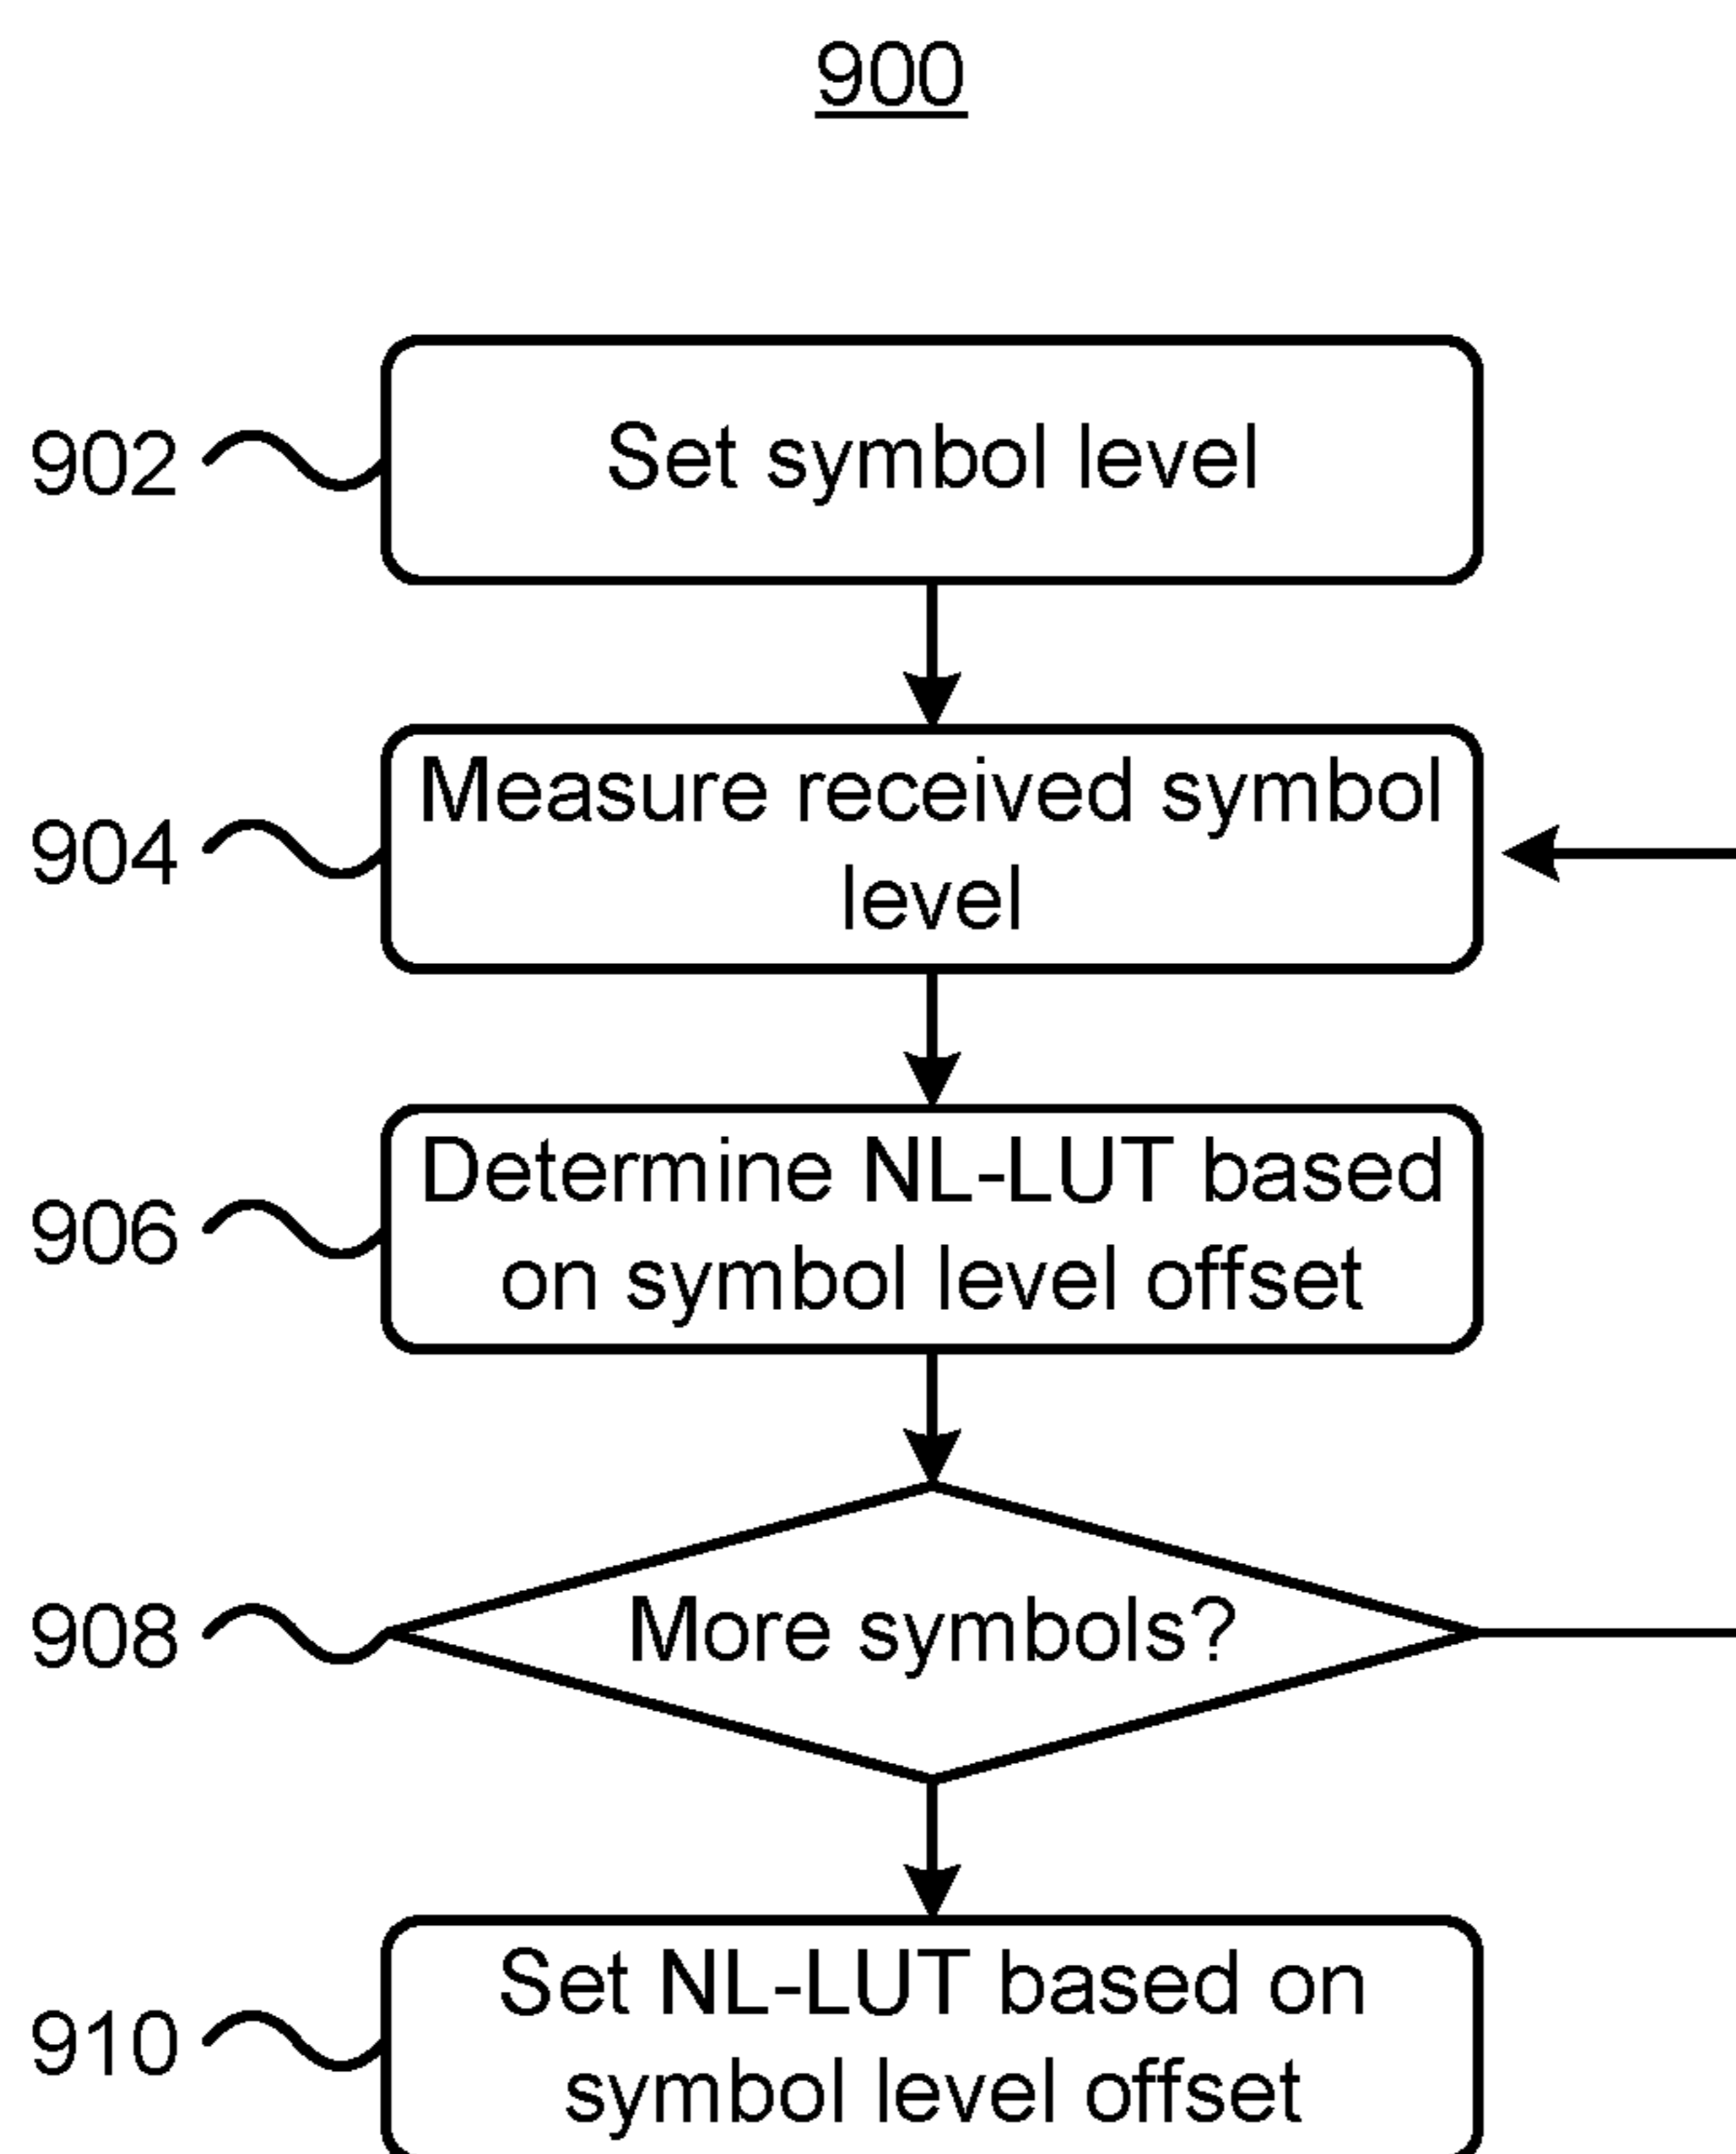 900
902
Set symbol level
904
Measure received symbol
level
906
Determine NL-LUT based
on symbol level offset
908
More symbols?
910
Set NL-LUT based on
symbol level offset